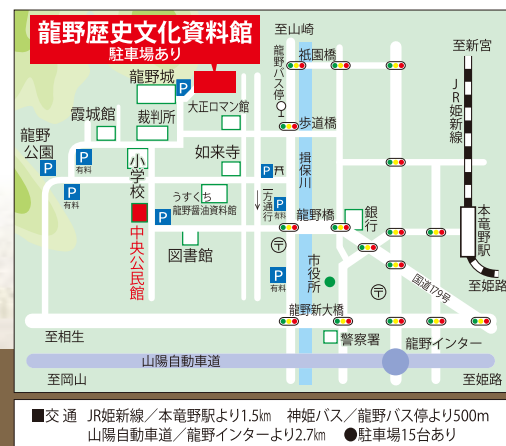 龍野歴史文化資料館
駐車場あり
至山崎
祇園橋
至新宮
龍野バス停
JR姫新線
龍野城
P
大正ロマン館
霞城館
裁判所
歩道橋
龍野公園
P
P
有料
小学校
如来寺
P
揖保川
P
有料
うすくち
龍野醤油資料館
一方通行
P
有料
P
龍野橋
銀行
本竜野駅
中央公民館
図書館
市役所
P
有料
至姫路
国道179号
龍野新大橋
至相生
警察署
龍野インター
山陽自動車道
至岡山
至姫路
■交通 JR姫新線／本竜野駅より1.5㎞ 神姫バス／龍野バス停より500m
山陽自動車道／龍野インターより2.7㎞ ●駐車場15台あり